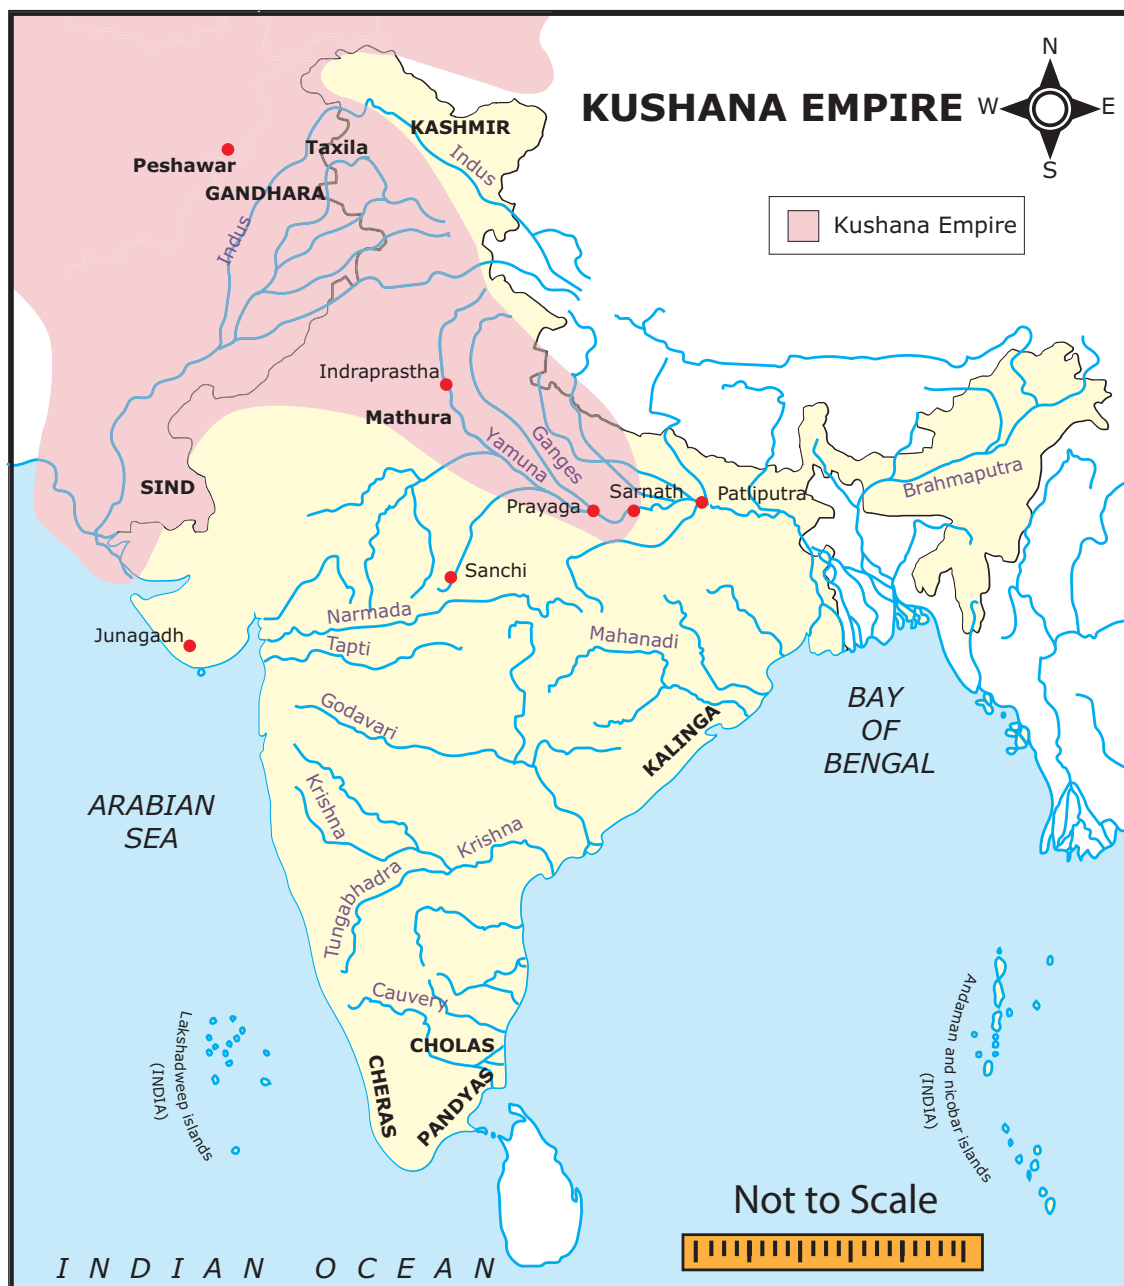 KUSHANA EMPIRE
N
W
E
S
Kushana Empire
KASHMIR
Indus
Taxila
Peshawar
GANDHARA
Indus
Indraprastha
Mathura
Yamuna
Ganges
SIND
Prayaga
Sarnath
Patliputra
Brahmaputra
Sanchi
Junagadh
Narmada
Tapti
Mahanadi
Godavari
KALINGA
BAY
OF
BENGAL
ARABIAN
SEA
Krishna
Krishna
Tungabhadra
Cauvery
CHOLAS
CHERAS
PANDYAS
Lakshadweep islands
(INDIA)
Andaman and nicobar islands
(INDIA)
Not to Scale
INDIAN OCEAN